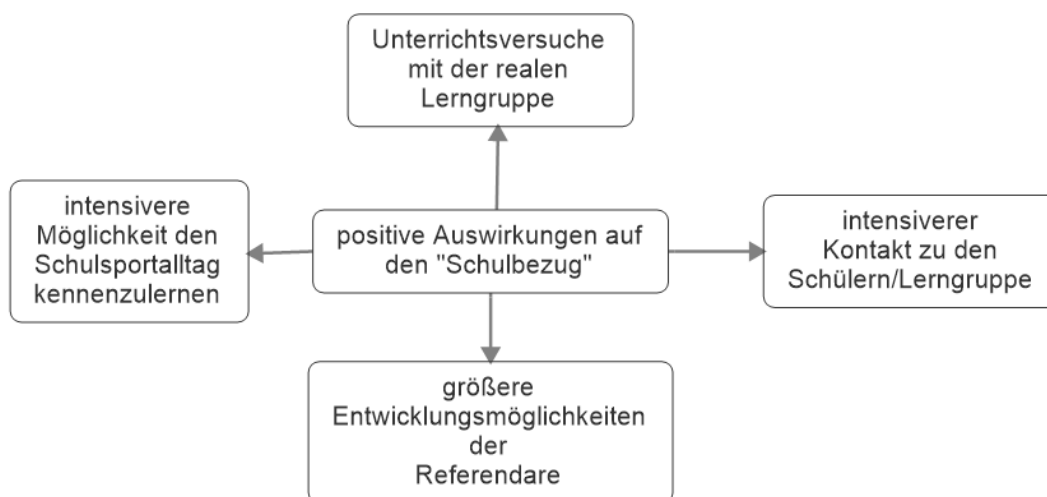 Unterrichtsversuche
mit der realen
Lerngruppe
intensivere
Möglichkeit den
Schulsportalltag
kennenzulernen
positive Auswirkungen auf
den "Schulbezug"
intensiverer
Kontakt zu den
Schülern/Lerngruppe
größere
Entwicklungsmöglichkeiten
der
Referendare